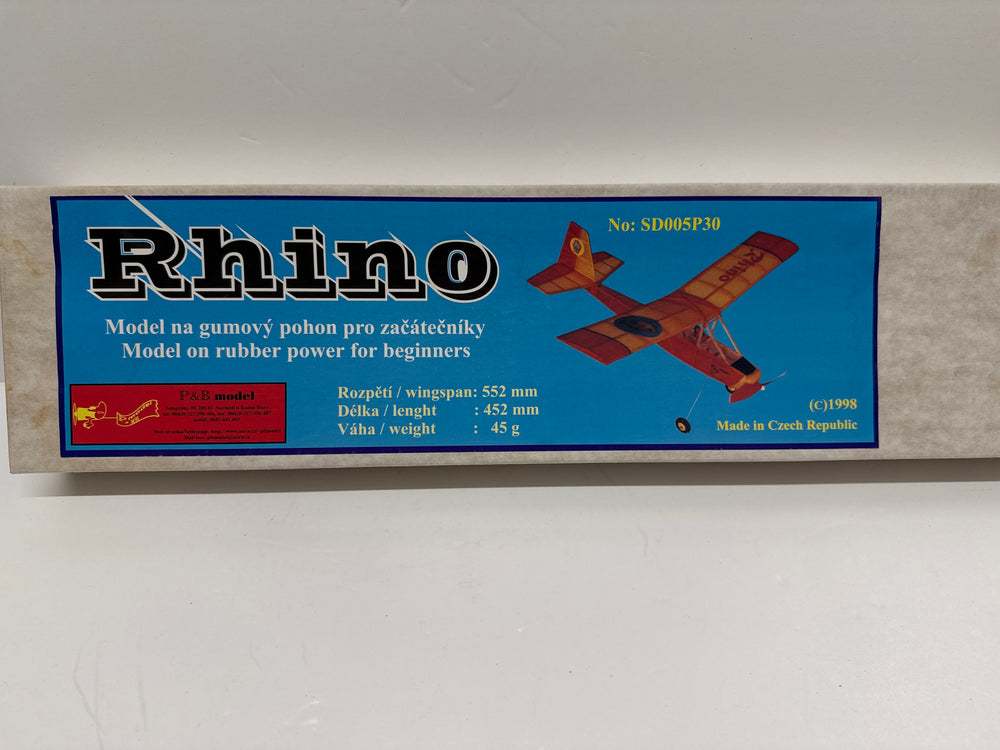 Rhino
No: SD005P30
Model na gumový pohon pro začátečníky
Model on rubber power for beginners
Rhino
P&B model
Rozpětí / wingspan: 552 mm
Délka / lenght : 452 mm
Váha / weight : 45 g
(C)1998
Made in Czech Republic